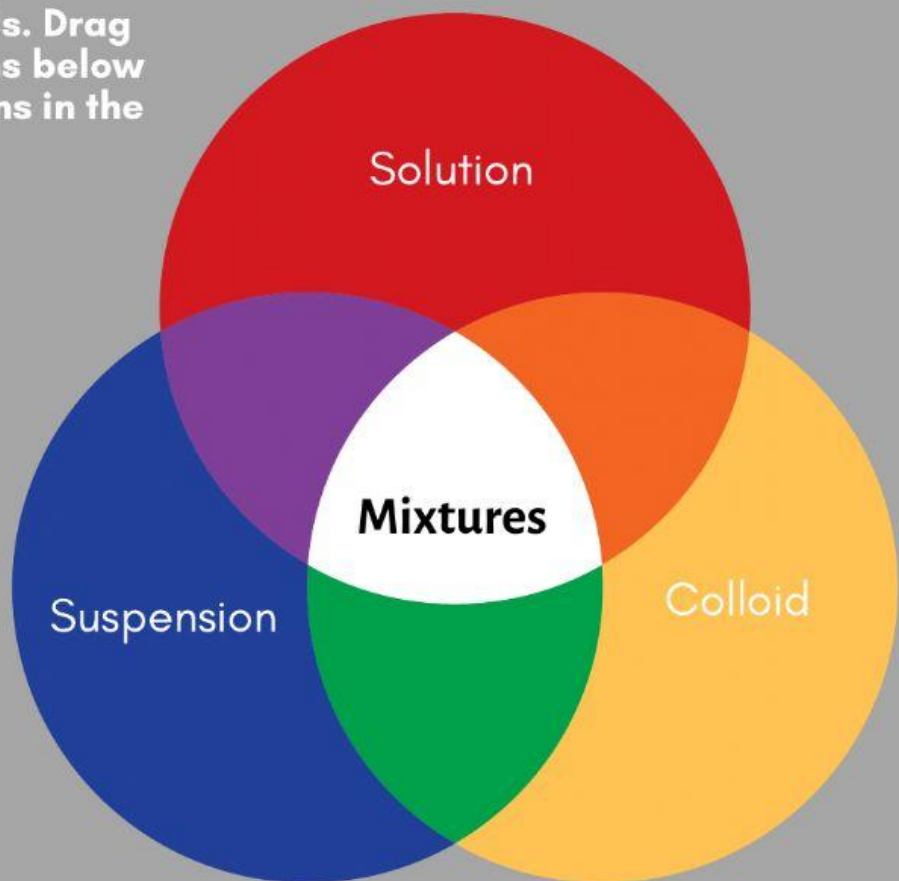 s. Drag
s below
ns in the
Solution
Mixtures
Suspension
Colloid